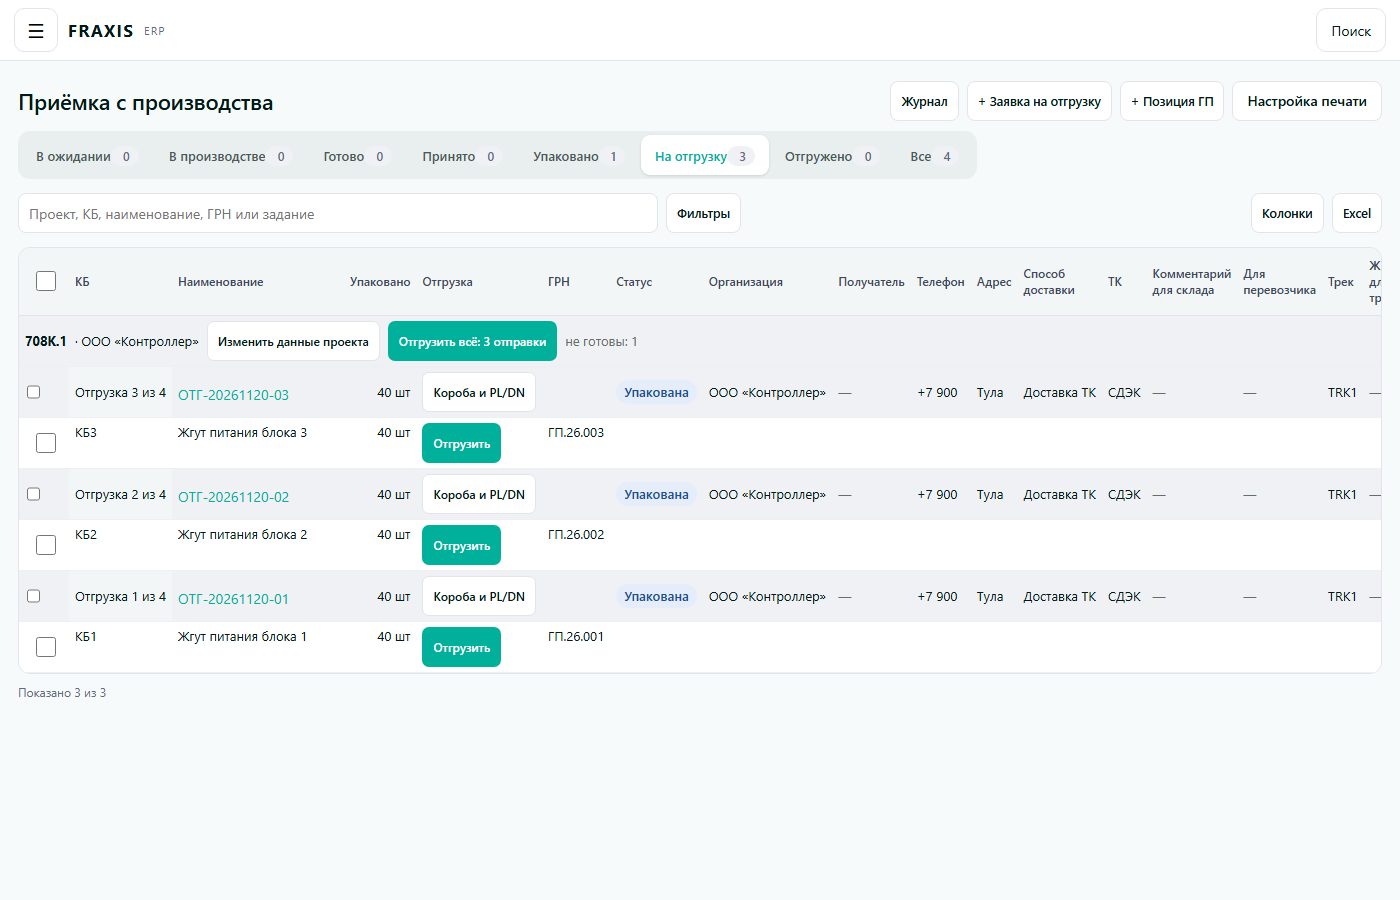 ☰ FRAXIS ERP Поиск
Приёмка с производства Журнал + Заявка на отгрузку + Позиция ГП Настройка печати
В ожидании 0 В производстве 0 Готово 0 Принято 0 Упаковано 1 На отгрузку 3 Отгружено 0 Все 4
Проект, КБ, наименование, ГРН или задание Фильтры Колонки Excel
КБ Наименование Упаковано Отгрузка ГРН Статус Организация Получатель Телефон Адрес Способ доставки ТК Комментарий для склада Для перевозчика Трек
708К.1 · ООО «Контроллер» Изменить данные проекта Отгрузить всё: 3 отправки не готовы: 1
Отгрузка 3 из 4 ОТГ-20261120-03 40 шт Короба и PL/DN Упакована ООО «Контроллер» — +7 900 Тула Доставка ТК СДЭК — — TRK1 —
КБ3 Жгут питания блока 3 40 шт Отгрузить ГП.26.003
Отгрузка 2 из 4 ОТГ-20261120-02 40 шт Короба и PL/DN Упакована ООО «Контроллер» — +7 900 Тула Доставка ТК СДЭК — — TRK1 —
КБ2 Жгут питания блока 2 40 шт Отгрузить ГП.26.002
Отгрузка 1 из 4 ОТГ-20261120-01 40 шт Короба и PL/DN Упакована ООО «Контроллер» — +7 900 Тула Доставка ТК СДЭК — — TRK1 —
КБ1 Жгут питания блока 1 40 шт Отгрузить ГП.26.001
Показано 3 из 3